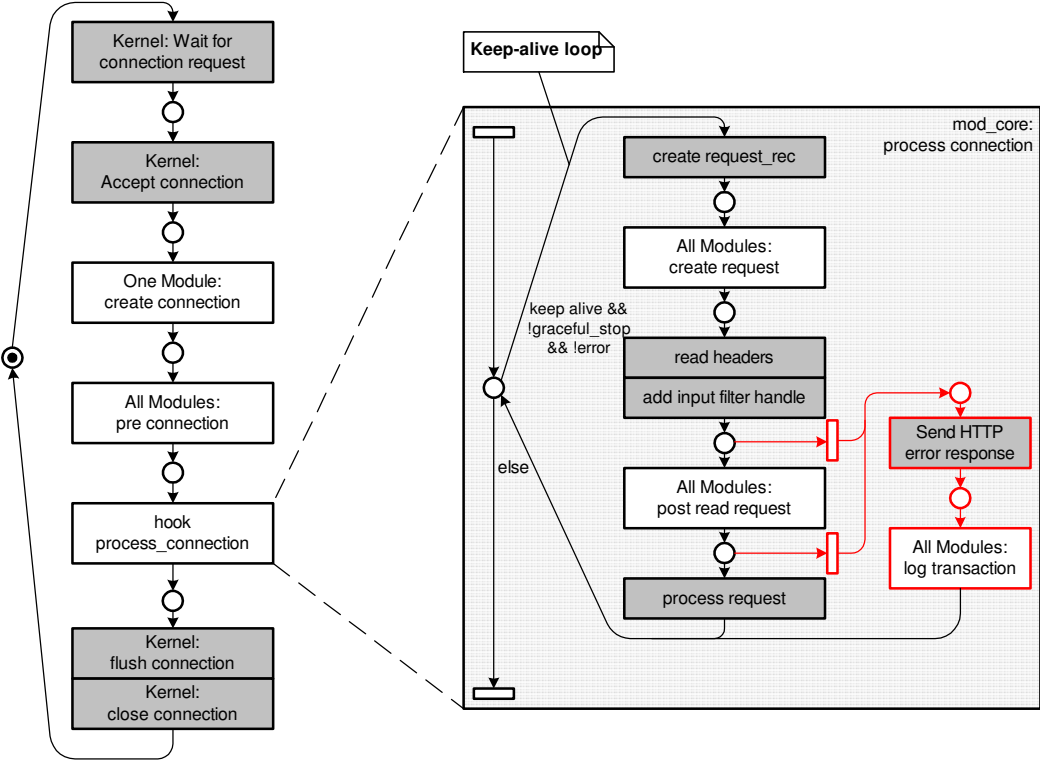 Kernel: Wait for
connection request
Kernel:
Accept connection
One Module:
create connection
All Modules:
pre connection
hook
process_connection
Kernel:
flush connection
Kernel:
close connection
Keep-alive loop
mod_core:
process connection
create request_rec
All Modules:
create request
keep alive &&
!graceful_stop
&& !error
read headers
add input filter handle
else
All Modules:
post read request
process request
Send HTTP
error response
All Modules:
log transaction